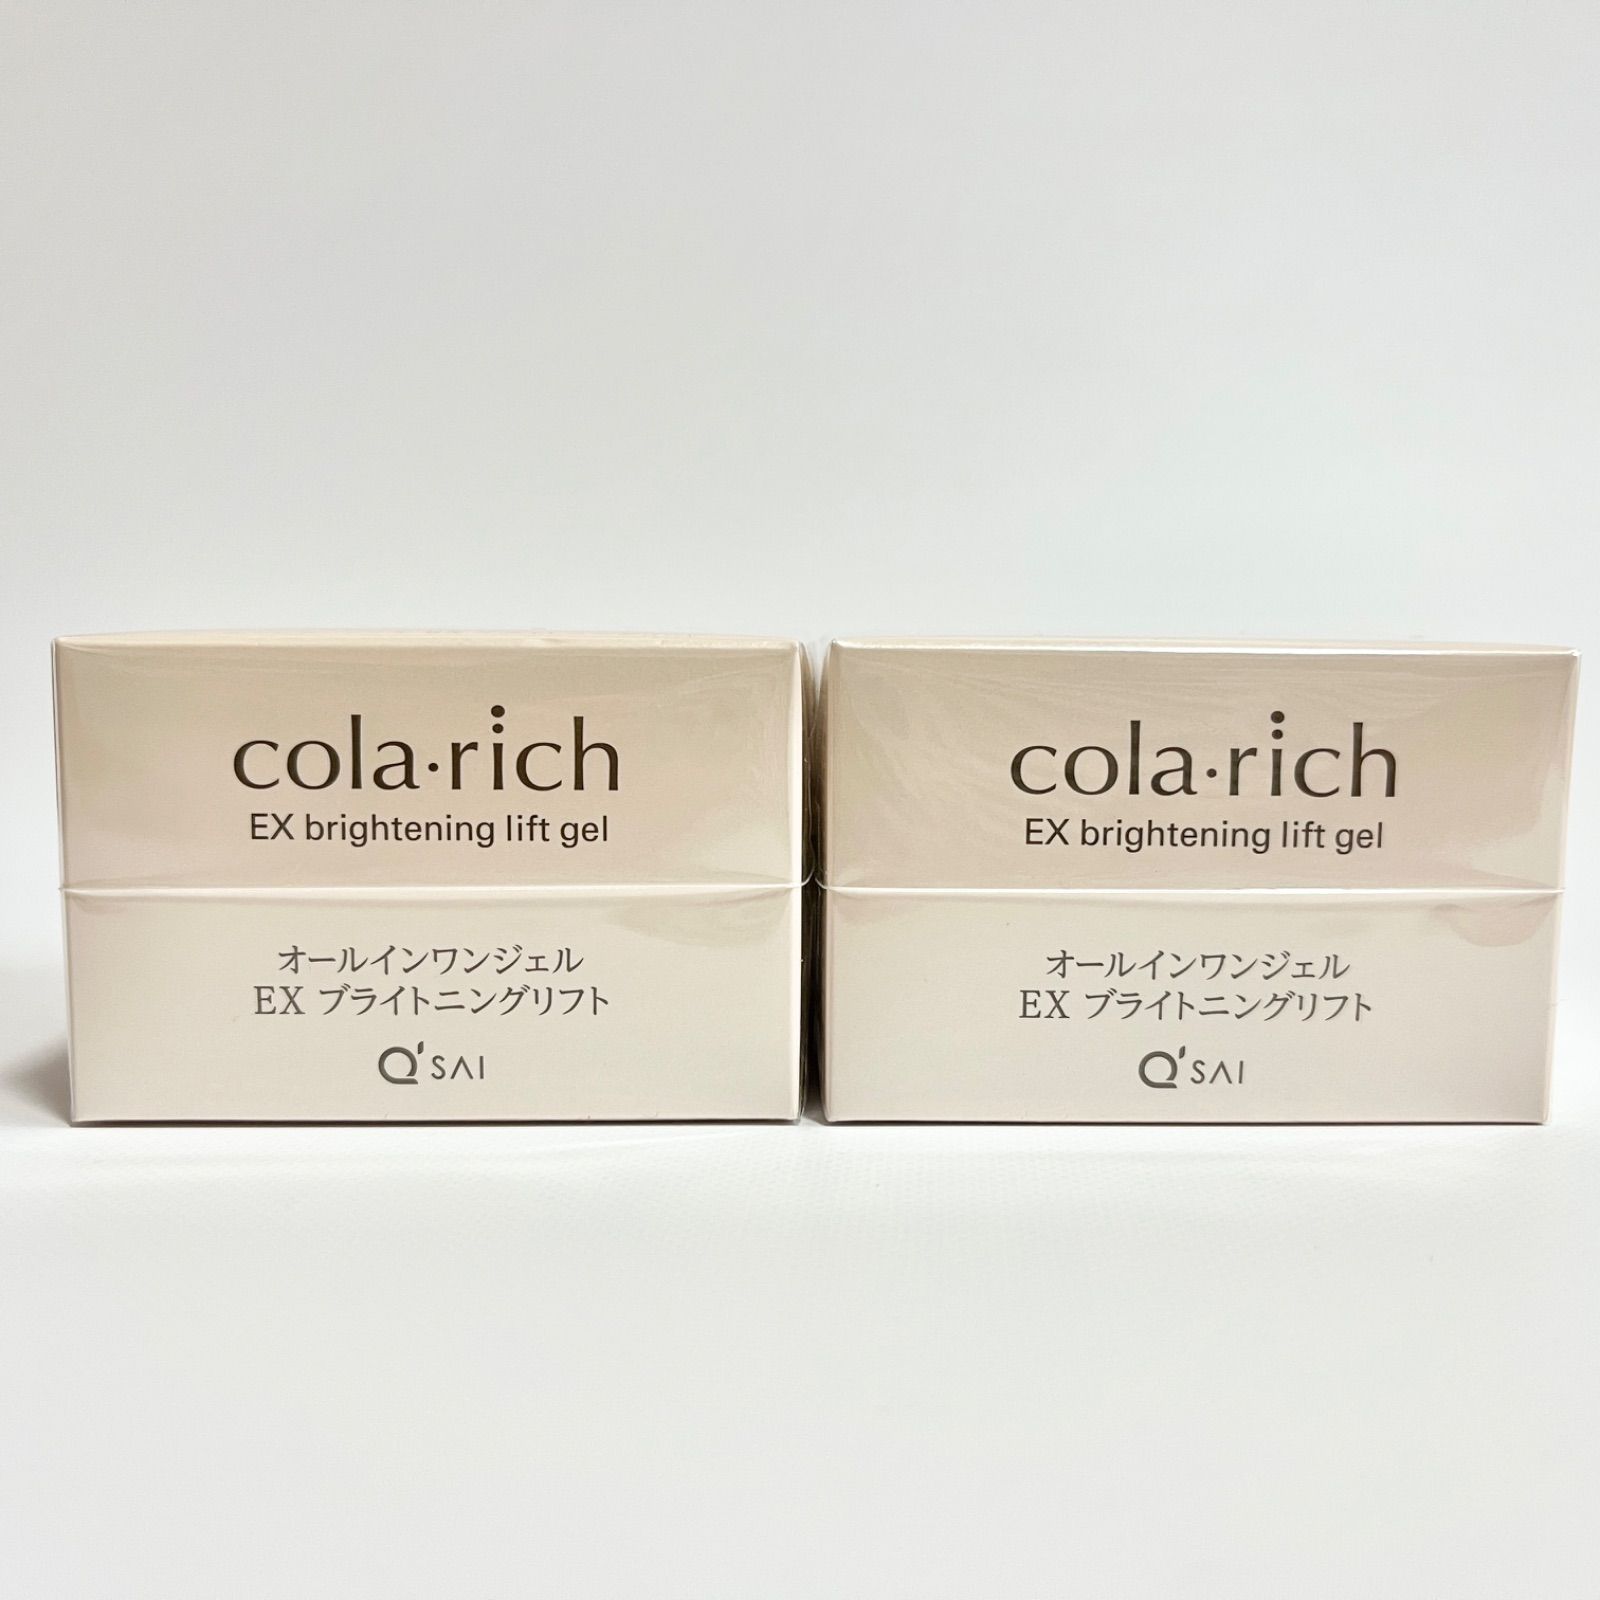 cola・rich
EX brightening lift gel
オールインワンジェル
EX ブライトニングリフト
Q'SAI
cola・rich
EX brightening lift gel
オールインワンジェル
EX ブライトニングリフト
Q'SAI